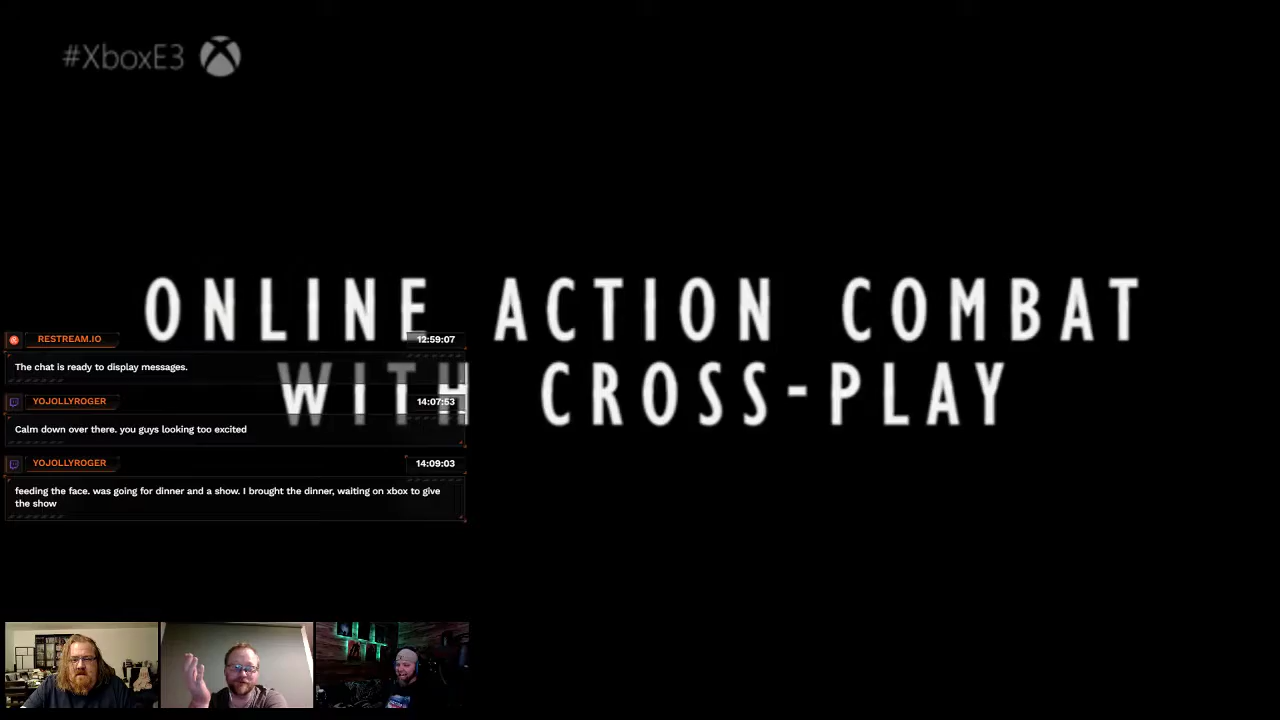 #XboxE3
ONLINE ACTION COMBAT
WITH CROSS-PLAY
RESTREAM.IO
12:59:07
The chat is ready to display messages.
YOJOLLYROGER
14:07:53
Calm down over there. you guys looking too excited
YOJOLLYROGER
14:09:03
feeding the face. was going for dinner and a show. I brought the dinner, waiting on xbox to give
the show